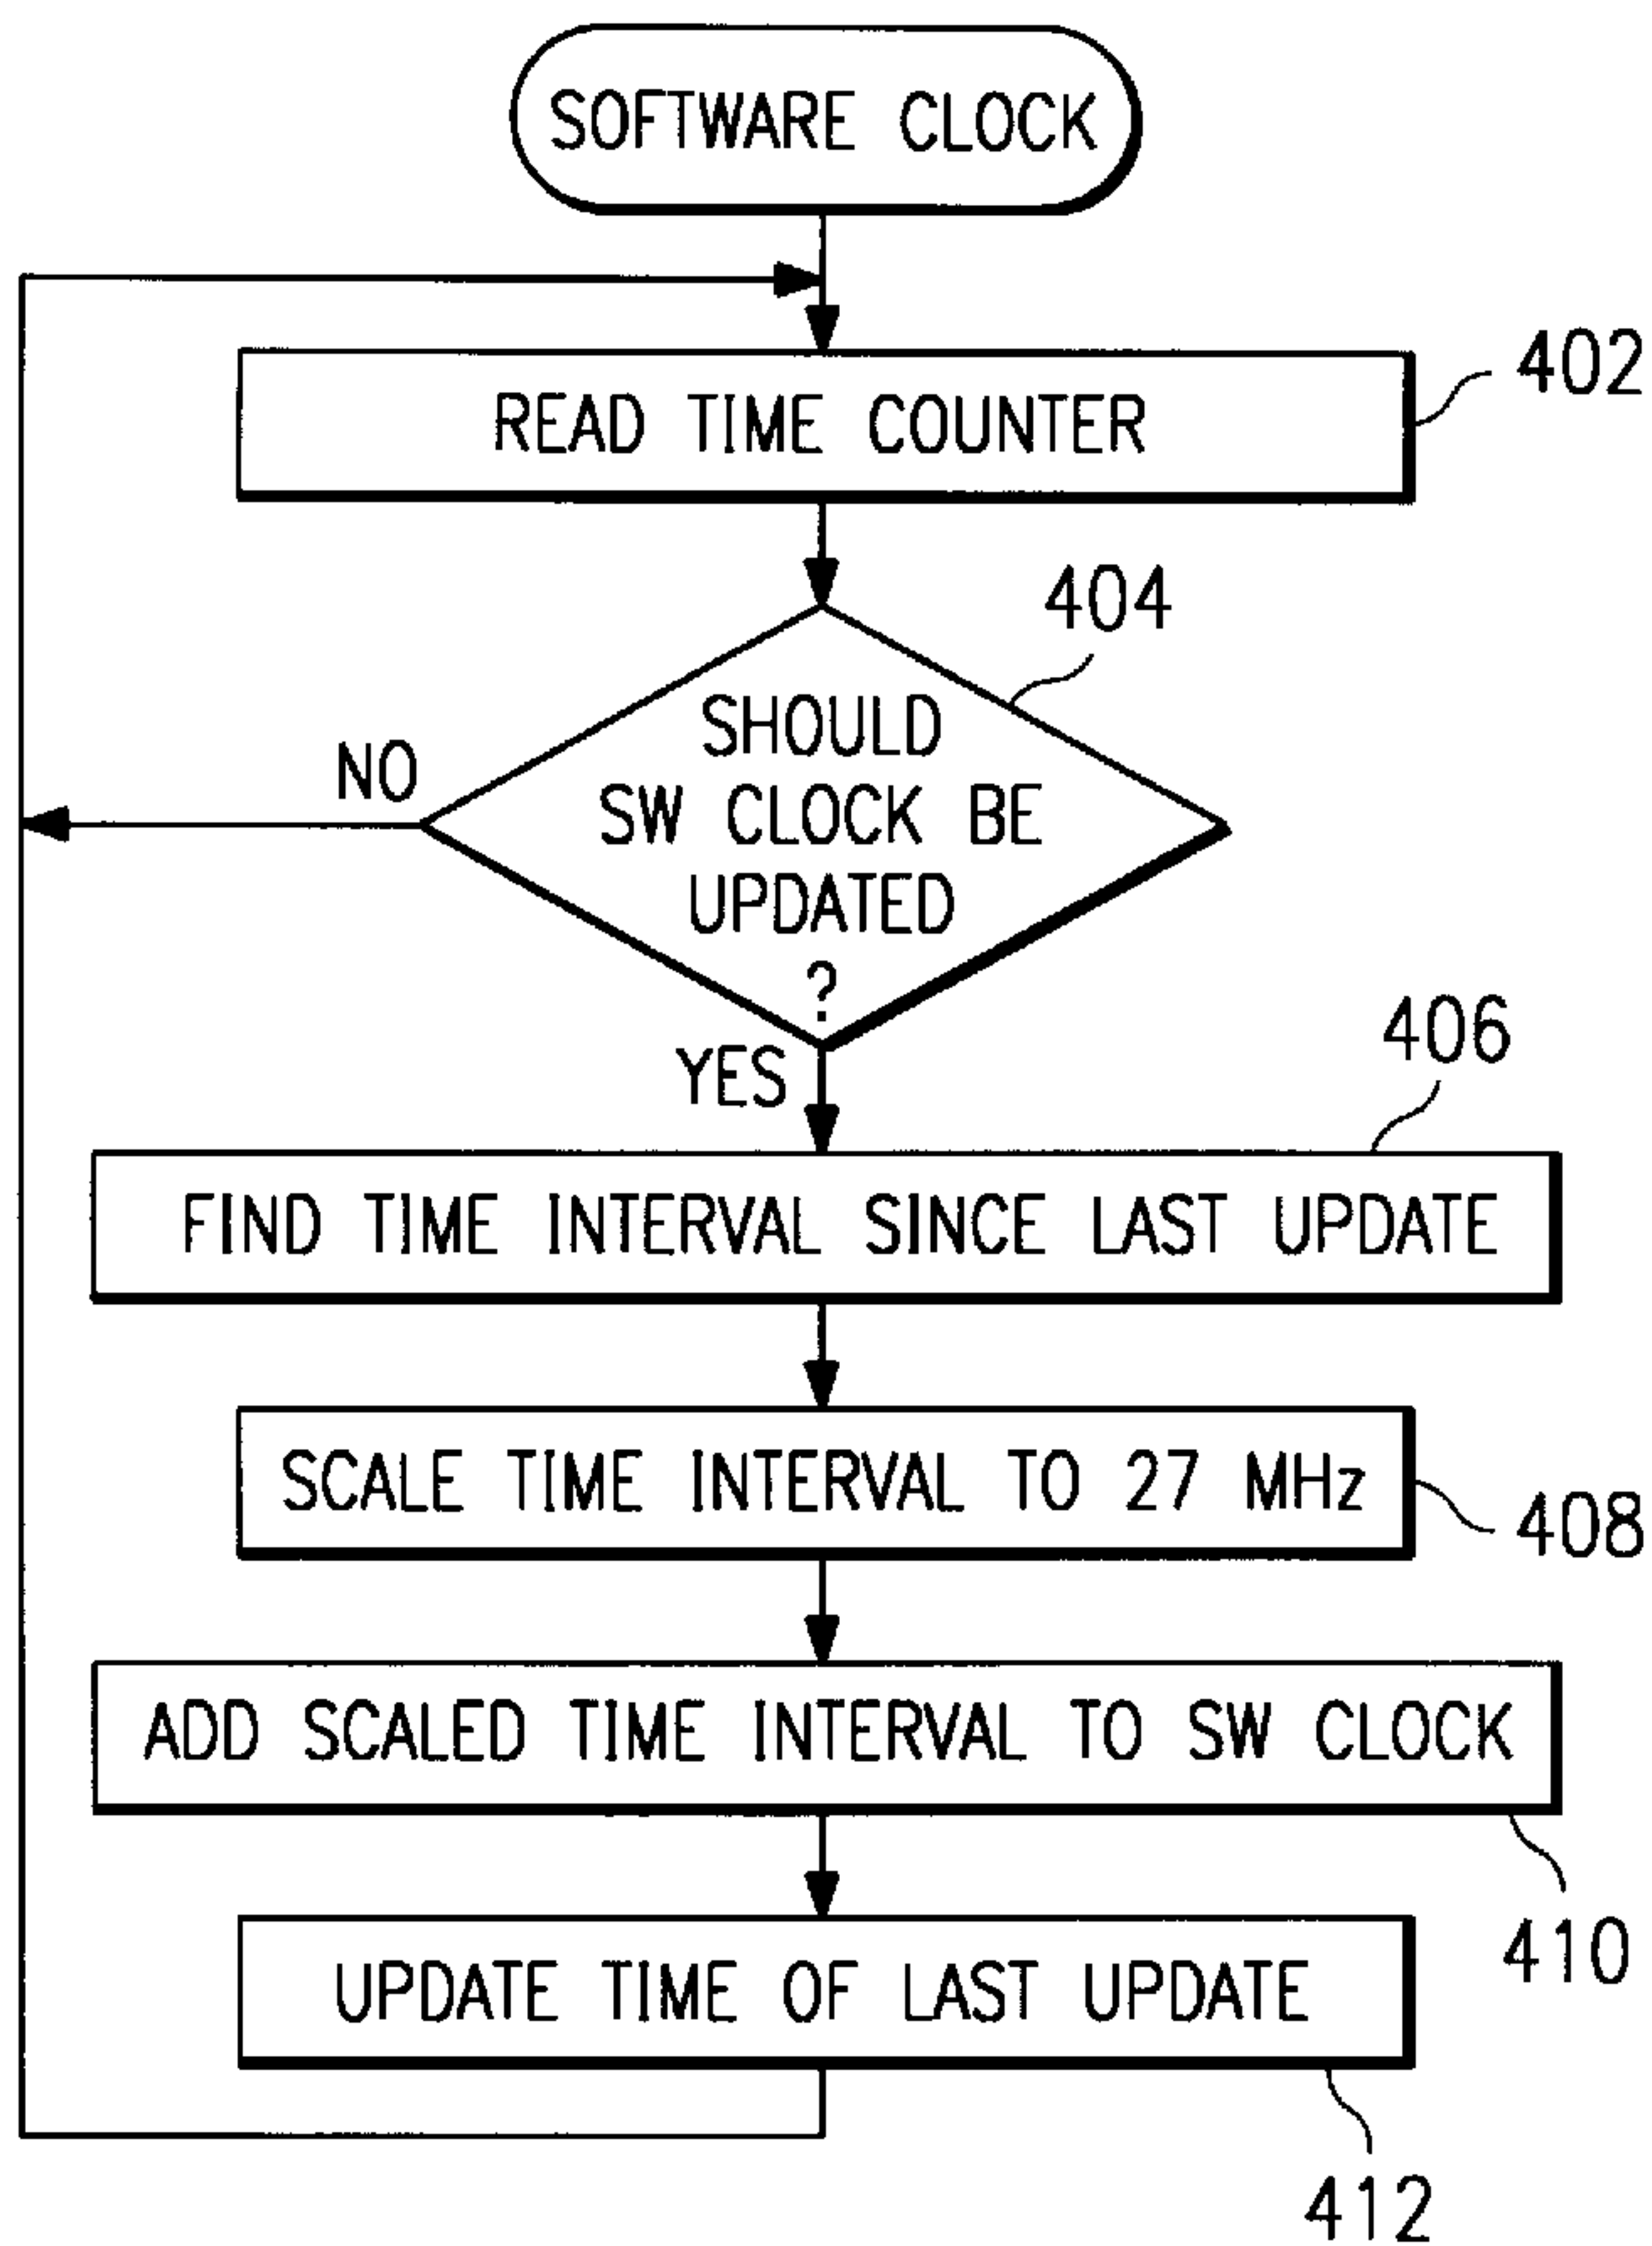 SOFTWARE CLOCK
READ TIME COUNTER
402
404
SHOULD
SW CLOCK BE
UPDATED
?
NO
YES
406
FIND TIME INTERVAL SINCE LAST UPDATE
SCALE TIME INTERVAL TO 27 MHz
408
ADD SCALED TIME INTERVAL TO SW CLOCK
410
UPDATE TIME OF LAST UPDATE
412